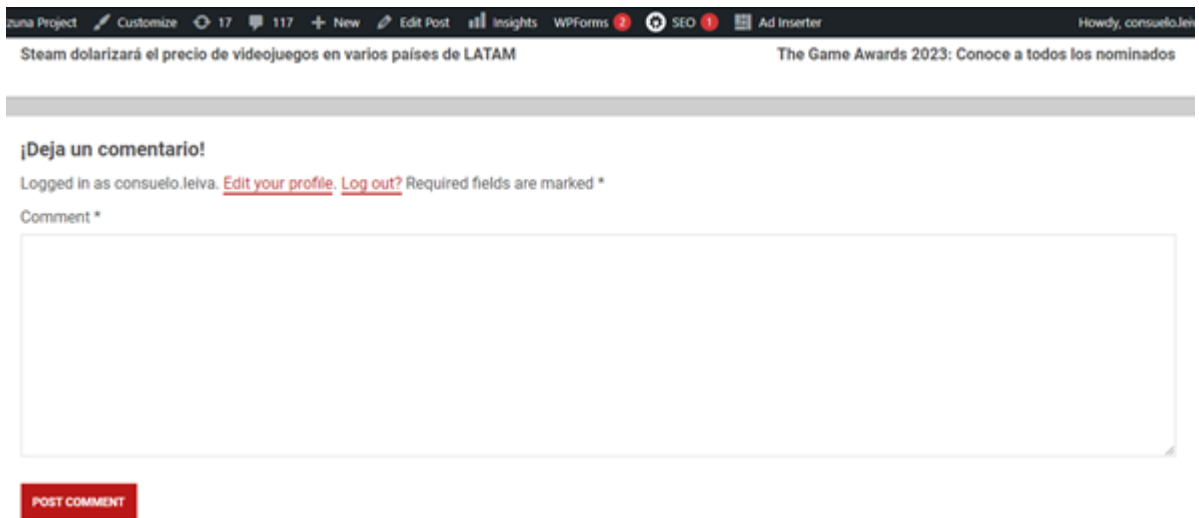 zuna Project Customize 17 117 New Edit Post Insights WPForms 2 SEO 1 Ad Inserter Howdy, consuelo.leiv
Steam dolarizará el precio de videojuegos en varios países de LATAM The Game Awards 2023: Conoce a todos los nominados
¡Deja un comentario!
Logged in as consuelo.leiva. Edit your profile. Log out? Required fields are marked *
Comment *
POST COMMENT